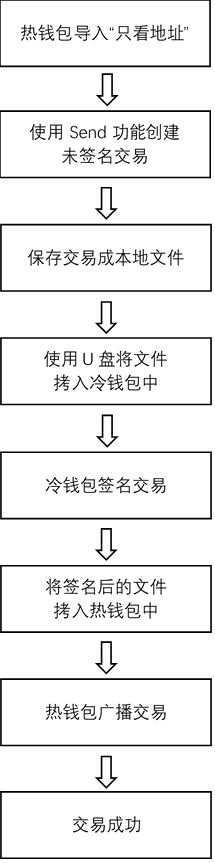 热钱包导入“只看地址”
使用 Send 功能创建
未签名交易
保存交易成本地文件
使用 U 盘将文件
拷入冷钱包中
冷钱包签名交易
将签名后的文件
拷入热钱包中
热钱包广播交易
交易成功